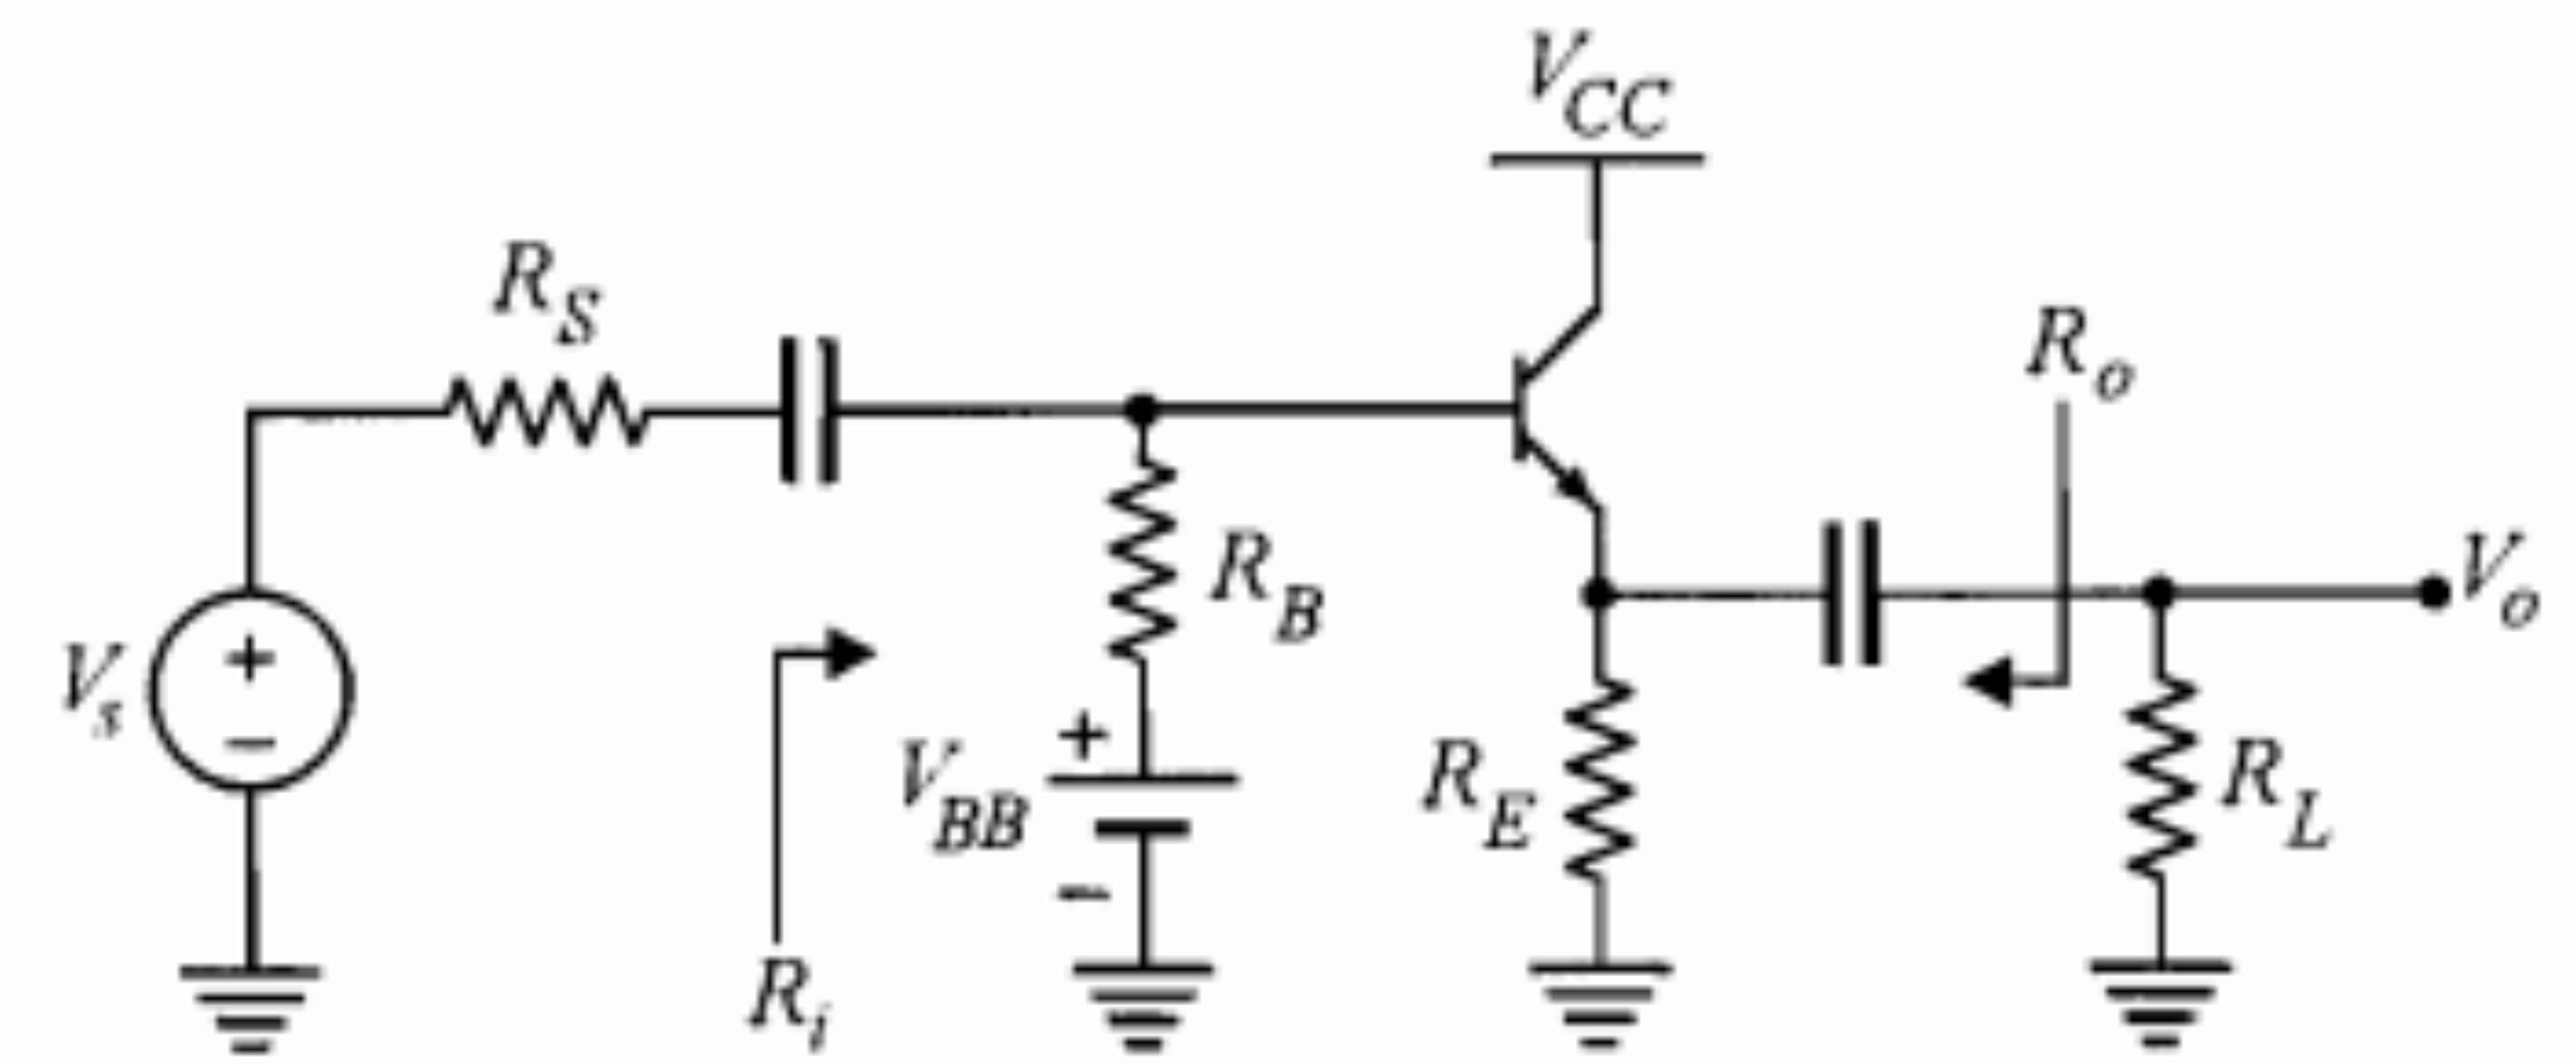 V_CC
R_S
R_o
V_s
+
−
R_B
V_o
+
V_BB
−
R_E
R_L
R_i